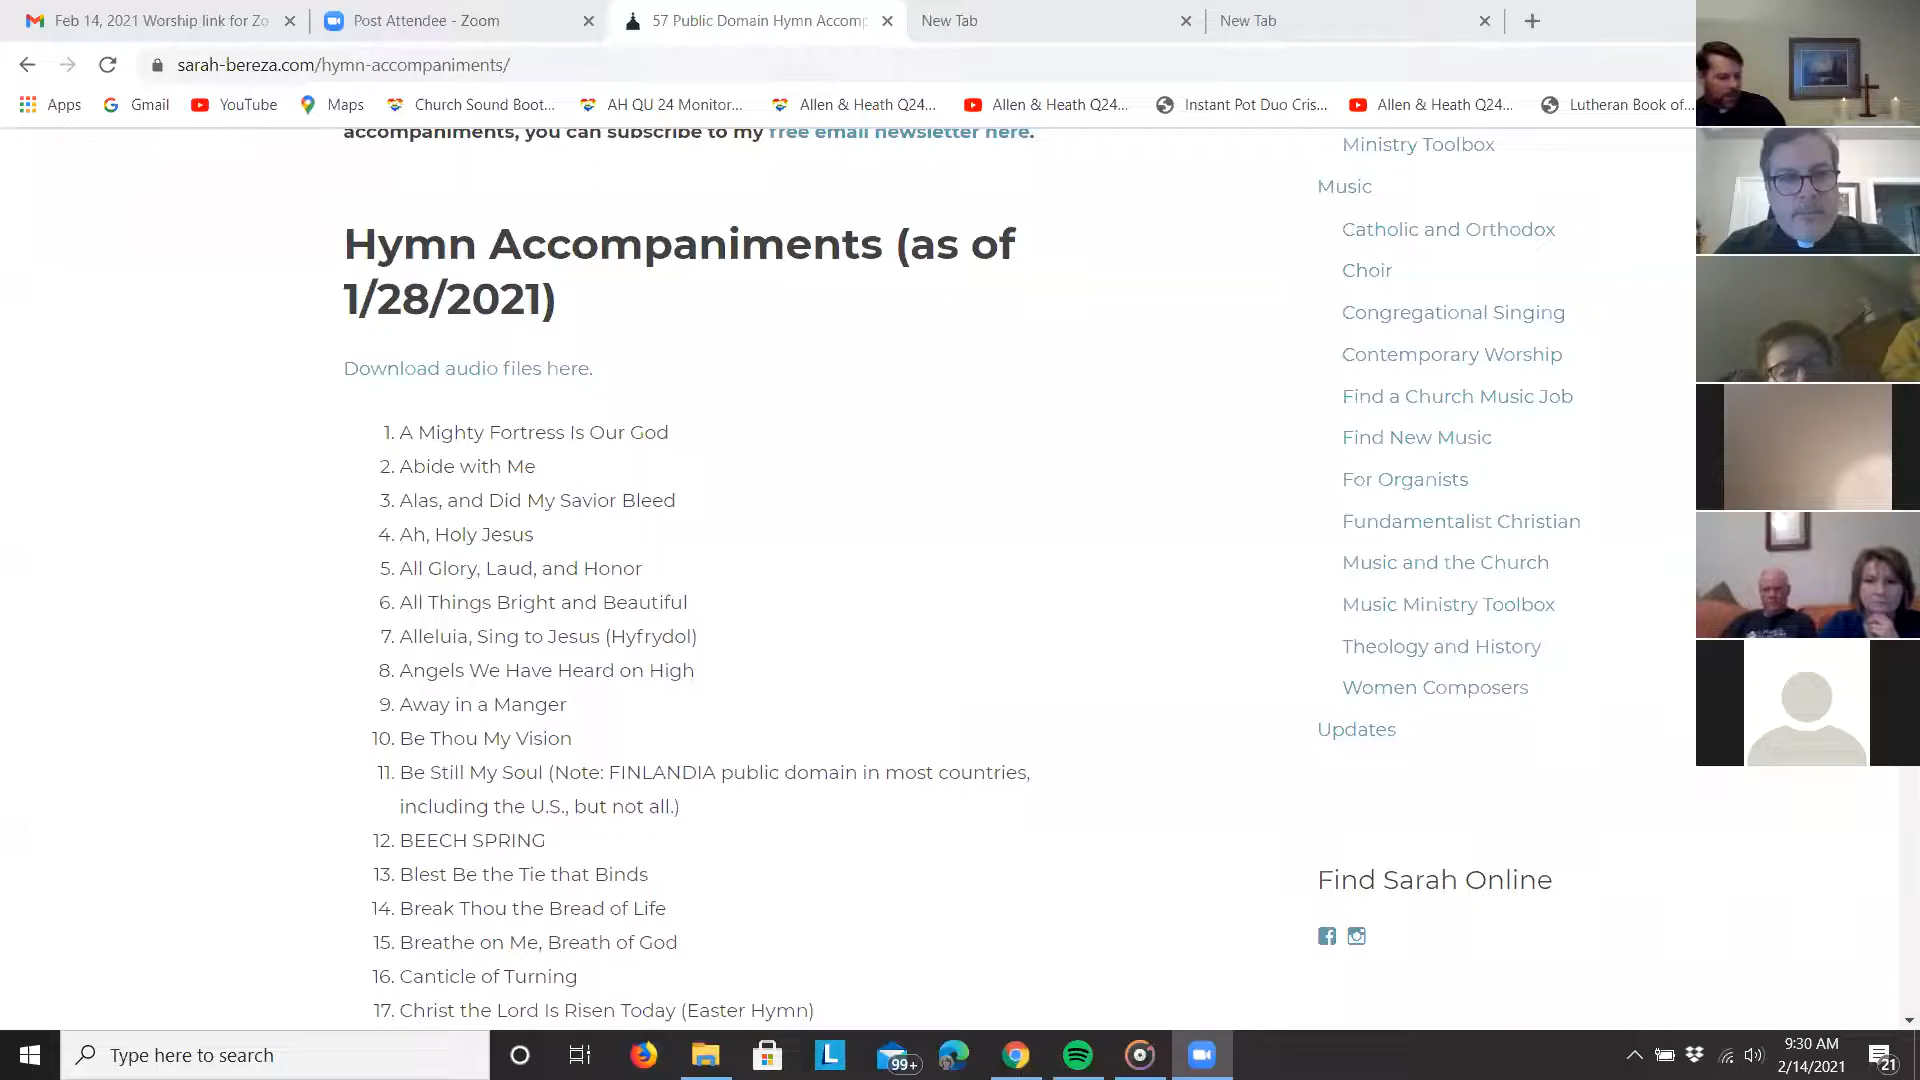 Feb 14, 2021 Worship link for Zo
Post Attendee - Zoom
57 Public Domain Hymn Accomp
New Tab
New Tab
sarah-bereza.com/hymn-accompaniments/
Apps
Gmail
YouTube
Maps
Church Sound Boot...
AH QU 24 Monitor...
Allen & Heath Q24...
Allen & Heath Q24...
Instant Pot Duo Cris...
Allen & Heath Q24...
Lutheran Book of...
accompaniments, you can subscribe to my free email newsletter here.
Hymn Accompaniments (as of
1/28/2021)
Download audio files here.
1. A Mighty Fortress Is Our God
2. Abide with Me
3. Alas, and Did My Savior Bleed
4. Ah, Holy Jesus
5. All Glory, Laud, and Honor
6. All Things Bright and Beautiful
7. Alleluia, Sing to Jesus (Hyfrydol)
8. Angels We Have Heard on High
9. Away in a Manger
10. Be Thou My Vision
11. Be Still My Soul (Note: FINLANDIA public domain in most countries,
including the U.S., but not all.)
12. BEECH SPRING
13. Blest Be the Tie that Binds
14. Break Thou the Bread of Life
15. Breathe on Me, Breath of God
16. Canticle of Turning
17. Christ the Lord Is Risen Today (Easter Hymn)
Ministry Toolbox
Music
Catholic and Orthodox
Choir
Congregational Singing
Contemporary Worship
Find a Church Music Job
Find New Music
For Organists
Fundamentalist Christian
Music and the Church
Music Ministry Toolbox
Theology and History
Women Composers
Updates
Find Sarah Online
Type here to search
L
99+
9:30 AM
2/14/2021
21